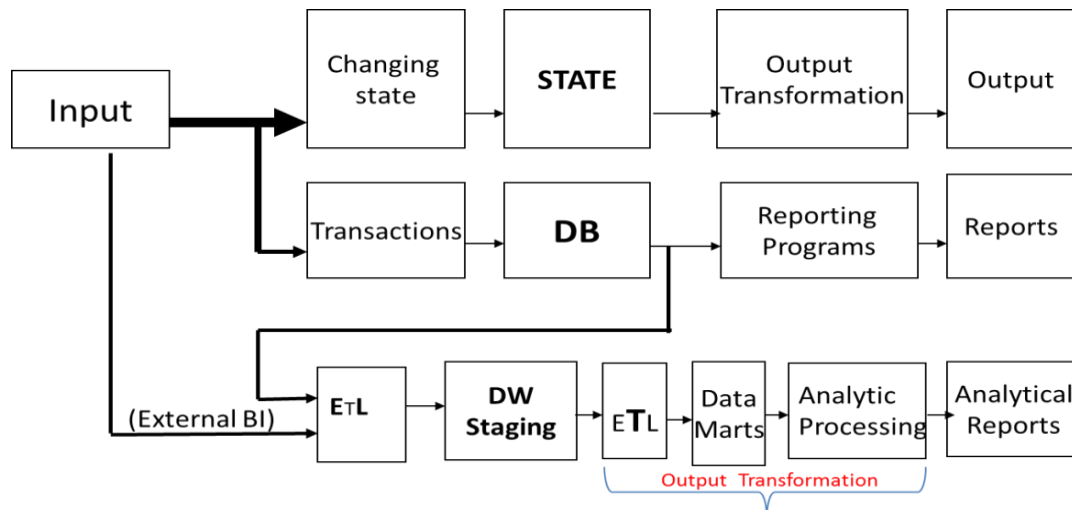 Input
Changing
state
STATE
Output
Transformation
Output
Transactions
DB
Reporting
Programs
Reports
(External BI)
ETL
DW
Staging
ETL
Data
Marts
Analytic
Processing
Analytical
Reports
Output Transformation